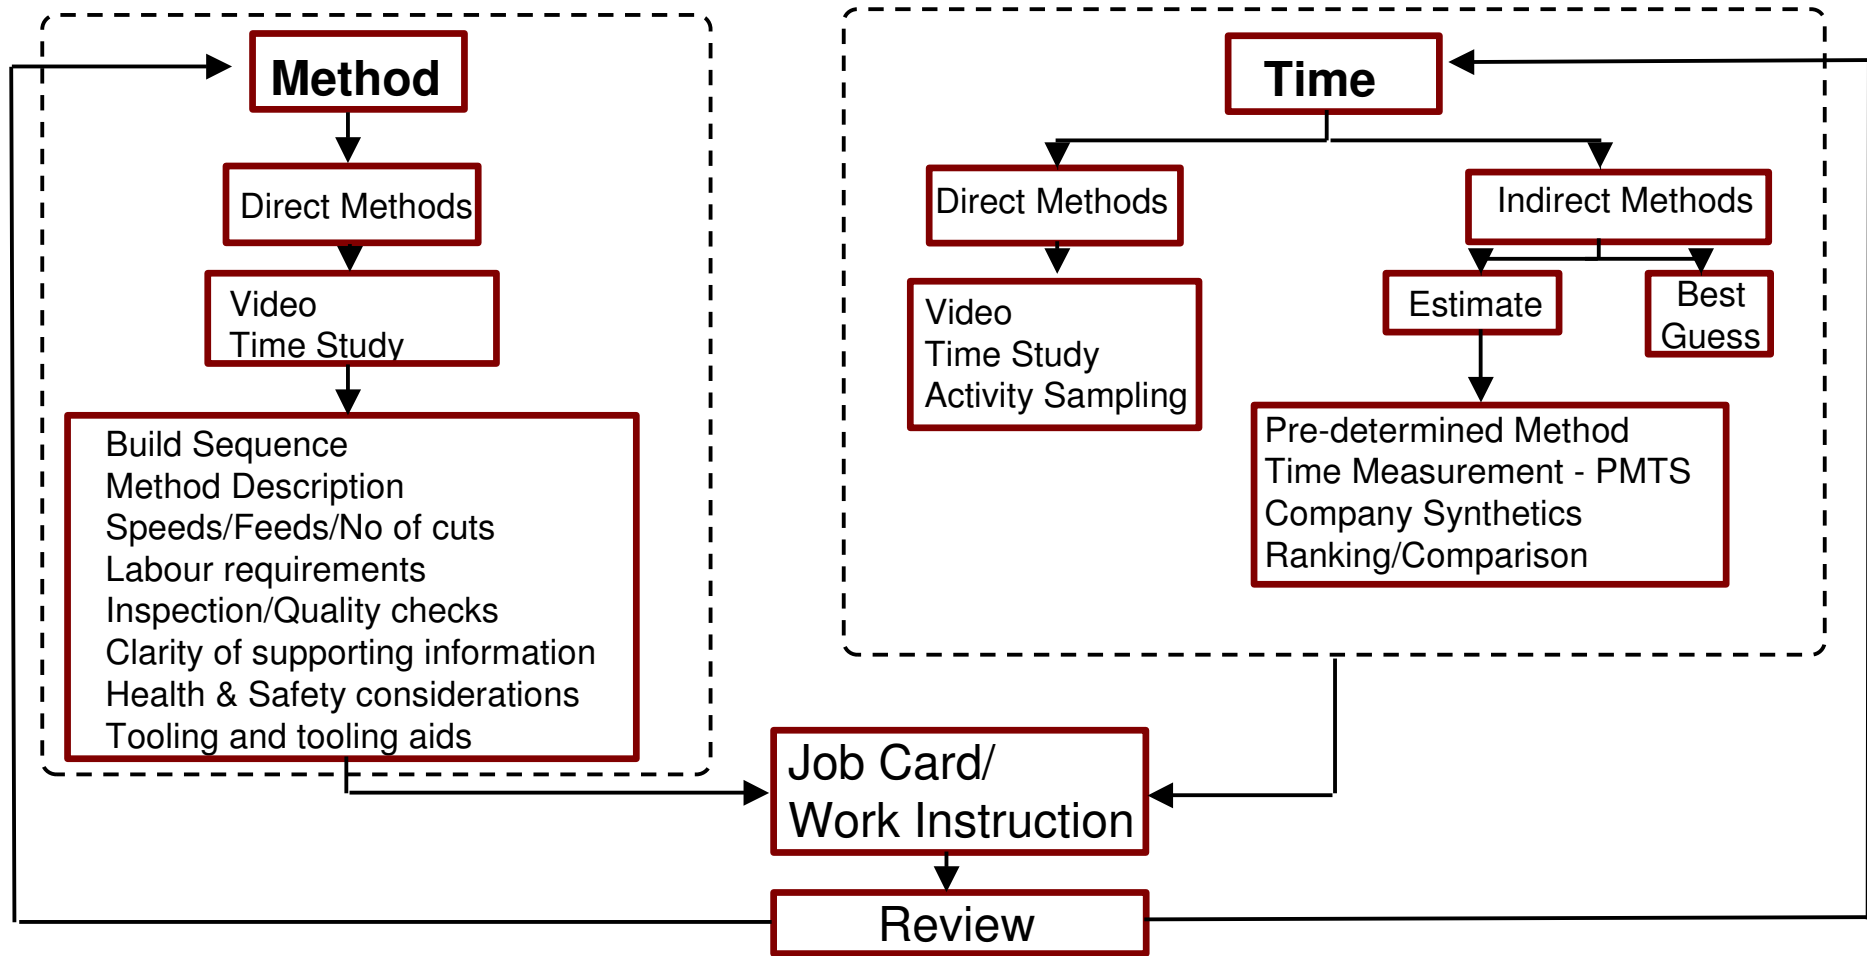 Method
Direct Methods
Video
Time Study
Build Sequence
Method Description
Speeds/Feeds/No of cuts
Labour requirements
Inspection/Quality checks
Clarity of supporting information
Health & Safety considerations
Tooling and tooling aids
Time
Direct Methods
Video
Time Study
Activity Sampling
Indirect Methods
Estimate
Best
Guess
Pre-determined Method
Time Measurement - PMTS
Company Synthetics
Ranking/Comparison
Job Card/
Work Instruction
Review